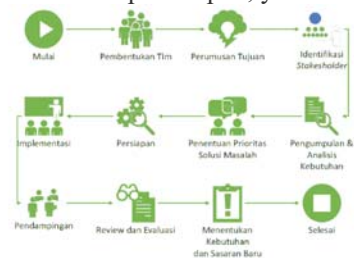 Mulai
Pembentukan Tim
Perumusan Tujuan
Identifikasi
Stakeholder
Implementasi
Persiapan
Penentuan Prioritas
Solusi Masalah
Pengumpulan &
Analisis
Kebutuhan
Pendampingan
Review dan Evaluasi
Menentukan
Kebutuhan
dan Sasaran Baru
Selesai